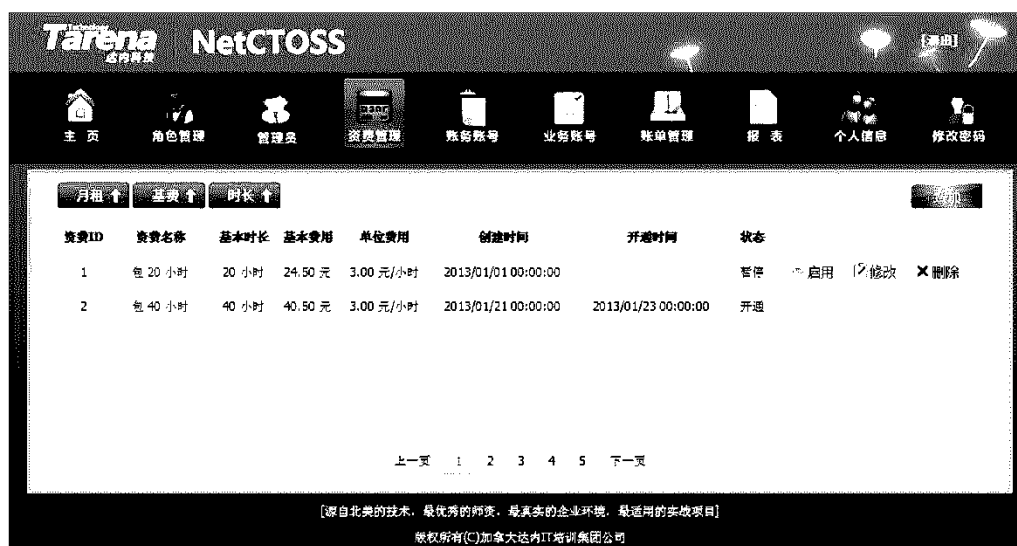 Technology
Tarena
达内科技
NetCTOSS
[退出]
主 页 角色管理 管理员 资费管理 账务账号 业务账号 账单管理 报 表 个人信息 修改密码
月租 基费 时长 增加
资费ID 资费名称 基本时长 基本费用 单位费用 创建时间 开通时间 状态
1 包 20 小时 20 小时 24.50 元 3.00 元/小时 2013/01/01 00:00:00 暂停 启用 修改 删除
2 包 40 小时 40 小时 40.50 元 3.00 元/小时 2013/01/21 00:00:00 2013/01/23 00:00:00 开通
上一页 1 2 3 4 5 下一页
[源自北美的技术，最优秀的师资，最真实的企业环境，最适用的实战项目]
版权所有(C)加拿大达内IT培训集团公司